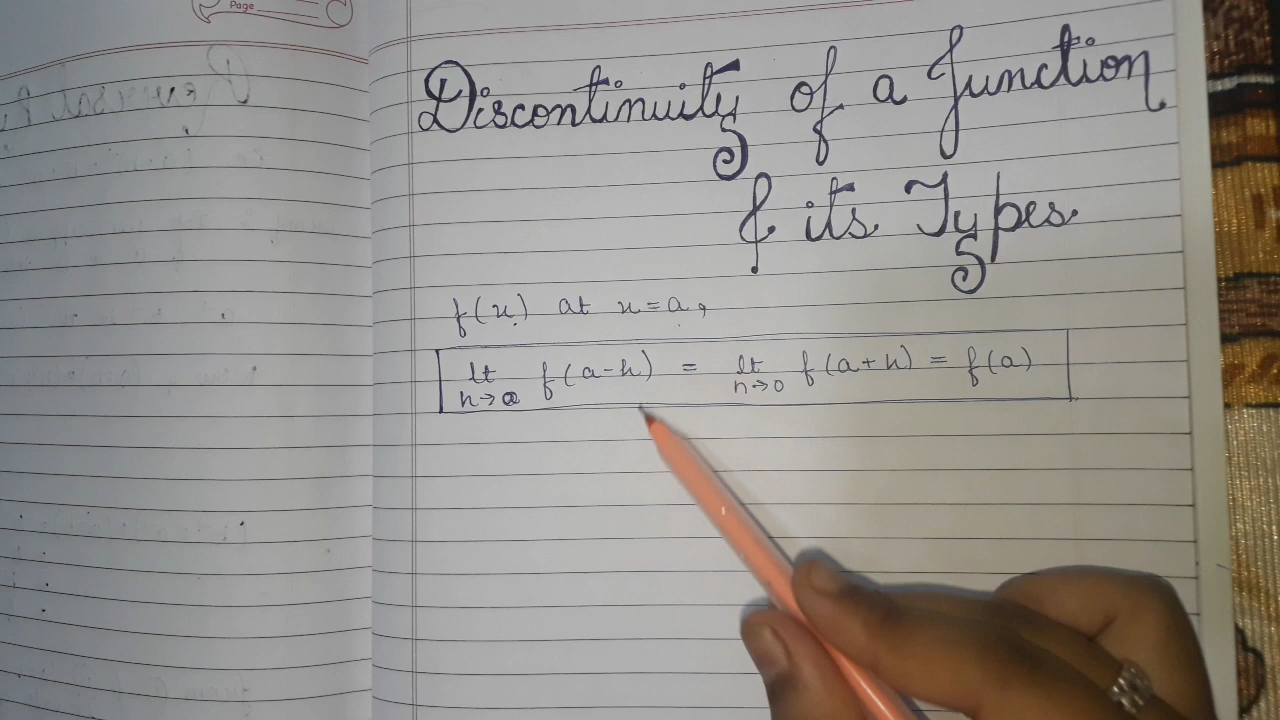 Page
Discontinuity of a function
& its Types.
f(x) at x=a,
lt h→0 f(a-h) = lt h→0 f(a+h) = f(a)